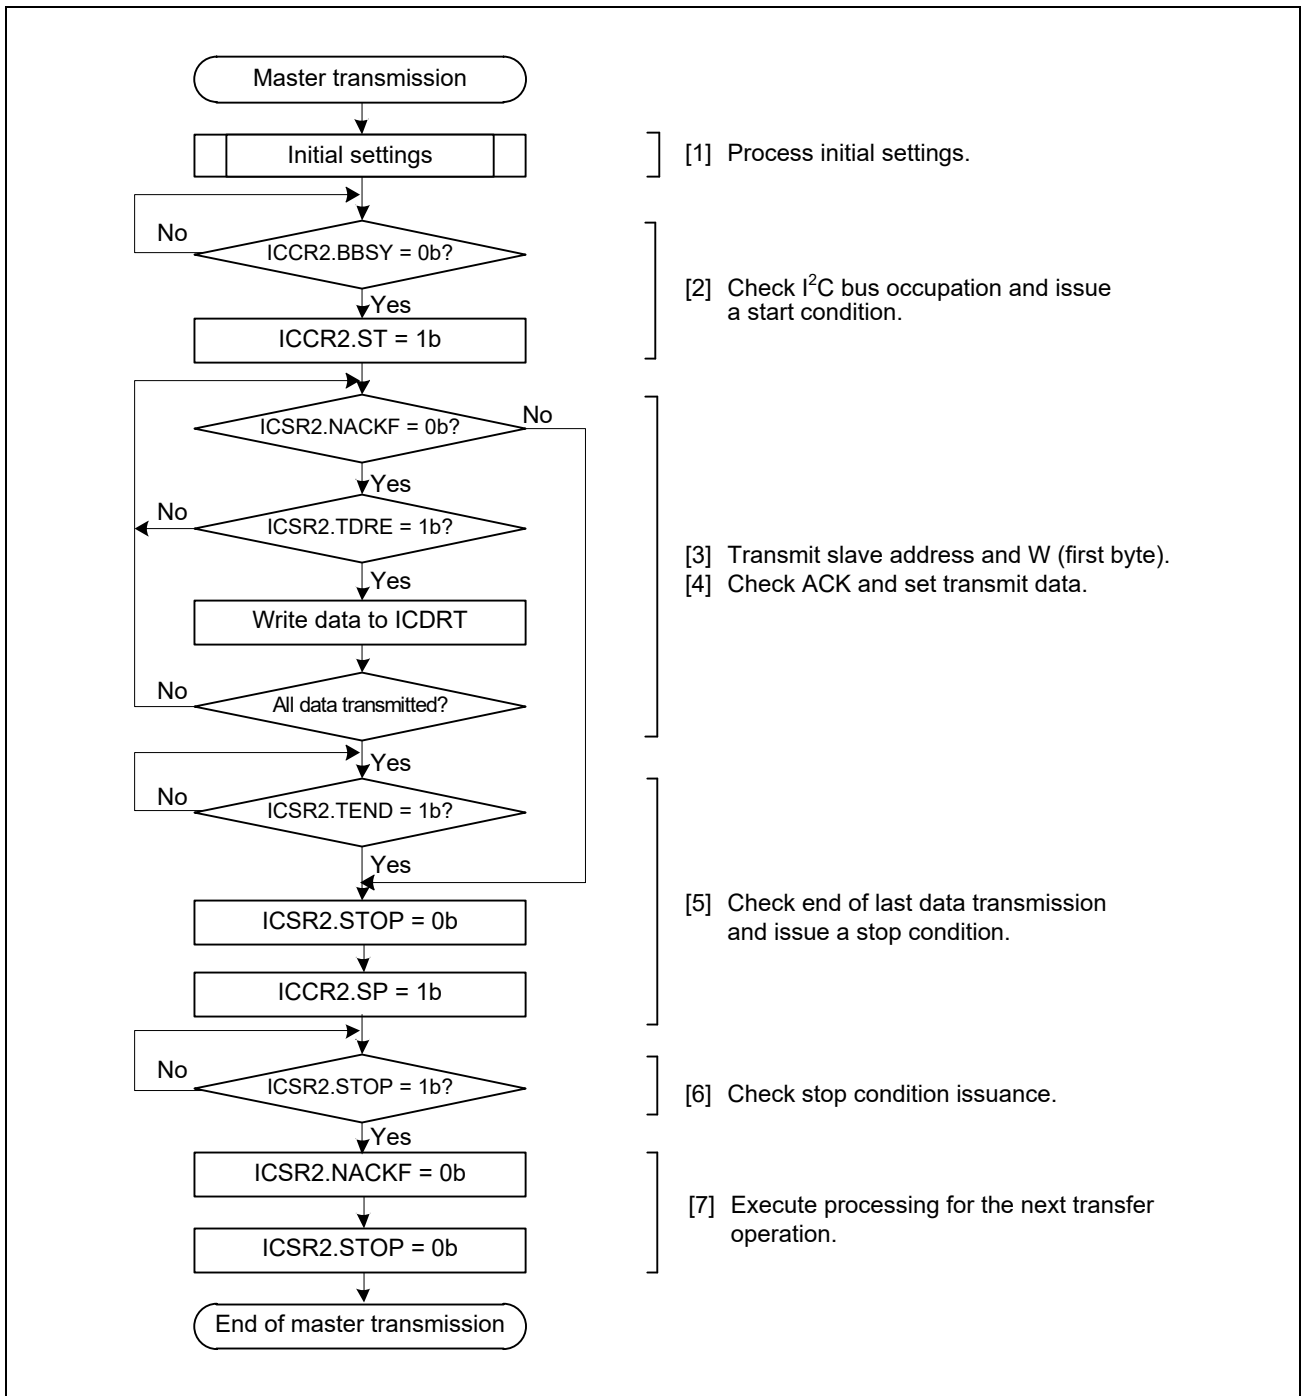 Master transmission
Initial settings
[1] Process initial settings.
No
ICCR2.BBSY = 0b?
Yes
ICCR2.ST = 1b
[2] Check I²C bus occupation and issue
a start condition.
ICSR2.NACKF = 0b?
No
Yes
No
ICSR2.TDRE = 1b?
Yes
Write data to ICDRT
No
All data transmitted?
[3] Transmit slave address and W (first byte).
[4] Check ACK and set transmit data.
Yes
No
ICSR2.TEND = 1b?
Yes
ICSR2.STOP = 0b
ICCR2.SP = 1b
[5] Check end of last data transmission
and issue a stop condition.
No
ICSR2.STOP = 1b?
[6] Check stop condition issuance.
Yes
ICSR2.NACKF = 0b
ICSR2.STOP = 0b
[7] Execute processing for the next transfer
operation.
End of master transmission